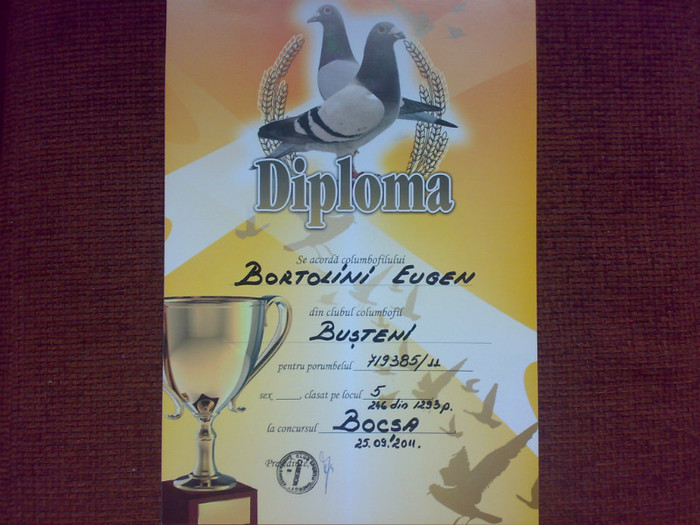 Diploma
Se acordă columbofilului
BORTOLINI EUGEN
din clubul columbofil
BUȘTENI
pentru porumbelul 719385/11
sex ____, clasat pe locul 5
246 din 1293 p.
la concursul BOCSA
25.09.2011.
Președinte,